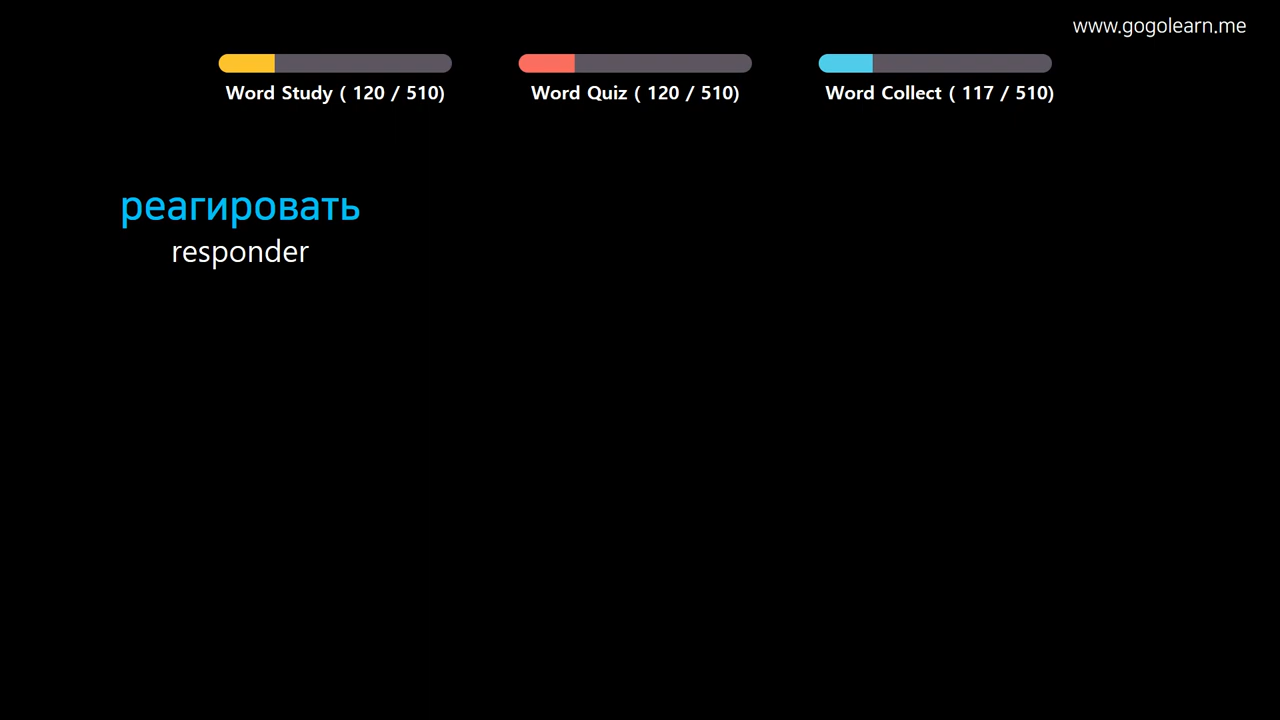 www.gogolearn.me
Word Study ( 120 / 510)
Word Quiz ( 120 / 510)
Word Collect ( 117 / 510)
реагировать
responder